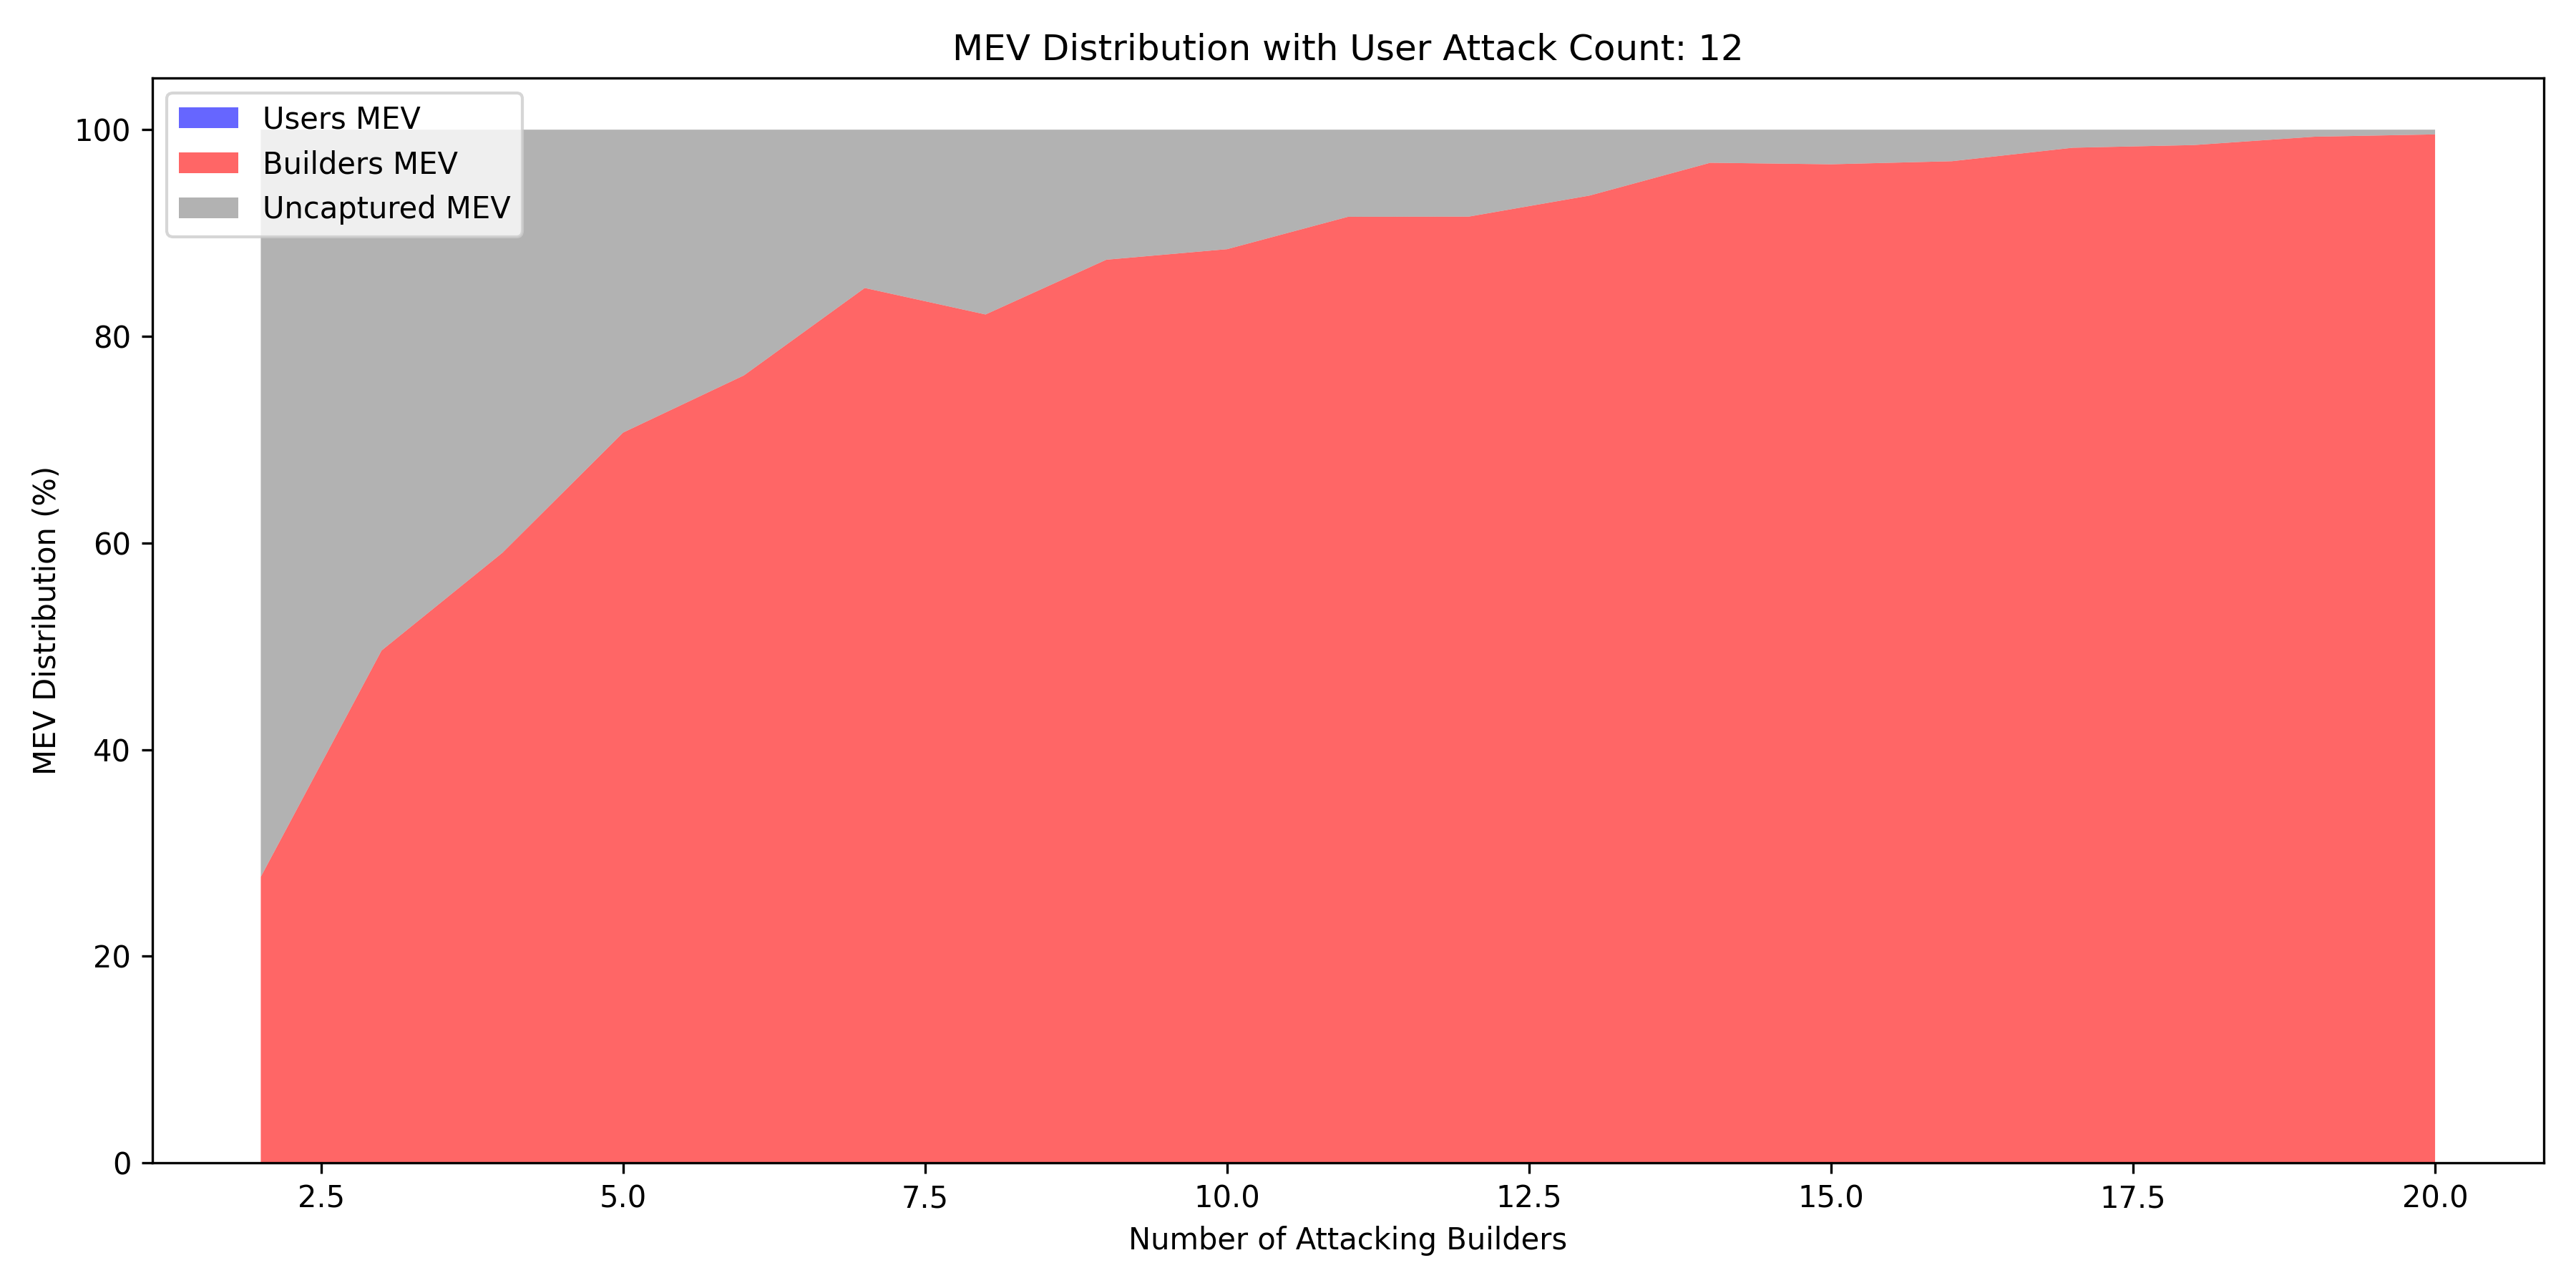 MEV Distribution with User Attack Count: 12
Users MEV
Builders MEV
Uncaptured MEV
MEV Distribution (%)
100
80
60
40
20
0
2.5 5.0 7.5 10.0 12.5 15.0 17.5 20.0
Number of Attacking Builders